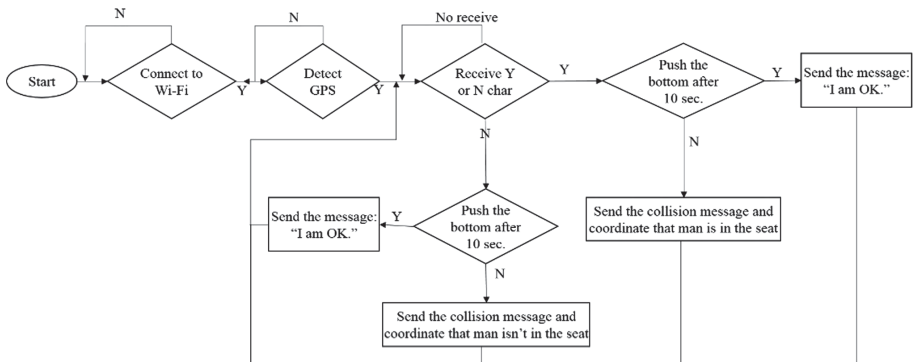 N
N
No receive
Start
Connect to
Wi-Fi
Y
Detect
GPS
Y
Receive Y
or N char
Y
Push the
bottom after
10 sec.
Y
Send the message:
“I am OK.”
N
N
Send the message:
“I am OK.”
Y
Push the
bottom after
10 sec.
Send the collision message and
coordinate that man is in the seat
N
Send the collision message and
coordinate that man isn’t in the seat